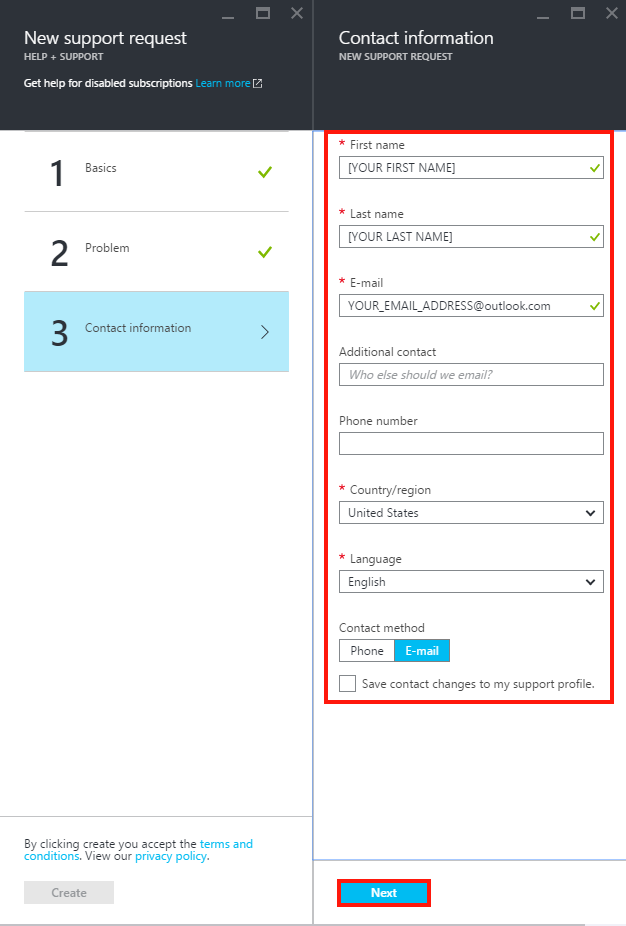 New support request
HELP + SUPPORT
Get help for disabled subscriptions Learn more
1
Basics
2
Problem
3
Contact information
By clicking create you accept the terms and
conditions. View our privacy policy.
Create
Contact information
NEW SUPPORT REQUEST
* First name
[YOUR FIRST NAME]
* Last name
[YOUR LAST NAME]
* E-mail
YOUR_EMAIL_ADDRESS@outlook.com
Additional contact
Who else should we email?
Phone number
* Country/region
United States
* Language
English
Contact method
Phone E-mail
Save contact changes to my support profile.
Next